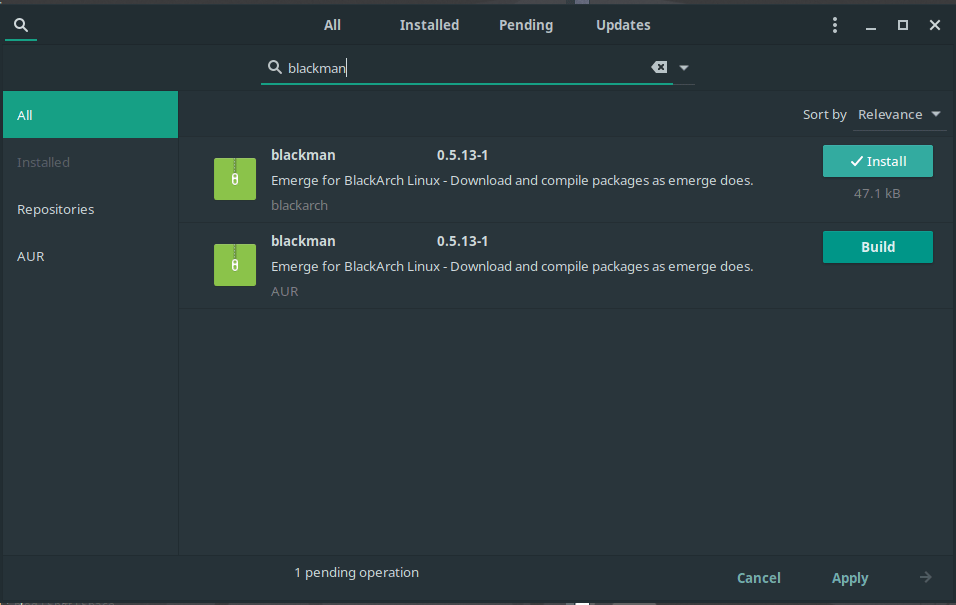 All Installed Pending Updates
blackman
All
Sort by Relevance
Installed
Repositories
AUR
blackman 0.5.13-1
Emerge for BlackArch Linux - Download and compile packages as emerge does.
blackarch
Install
47.1 kB
blackman 0.5.13-1
Emerge for BlackArch Linux - Download and compile packages as emerge does.
AUR
Build
1 pending operation
Cancel Apply